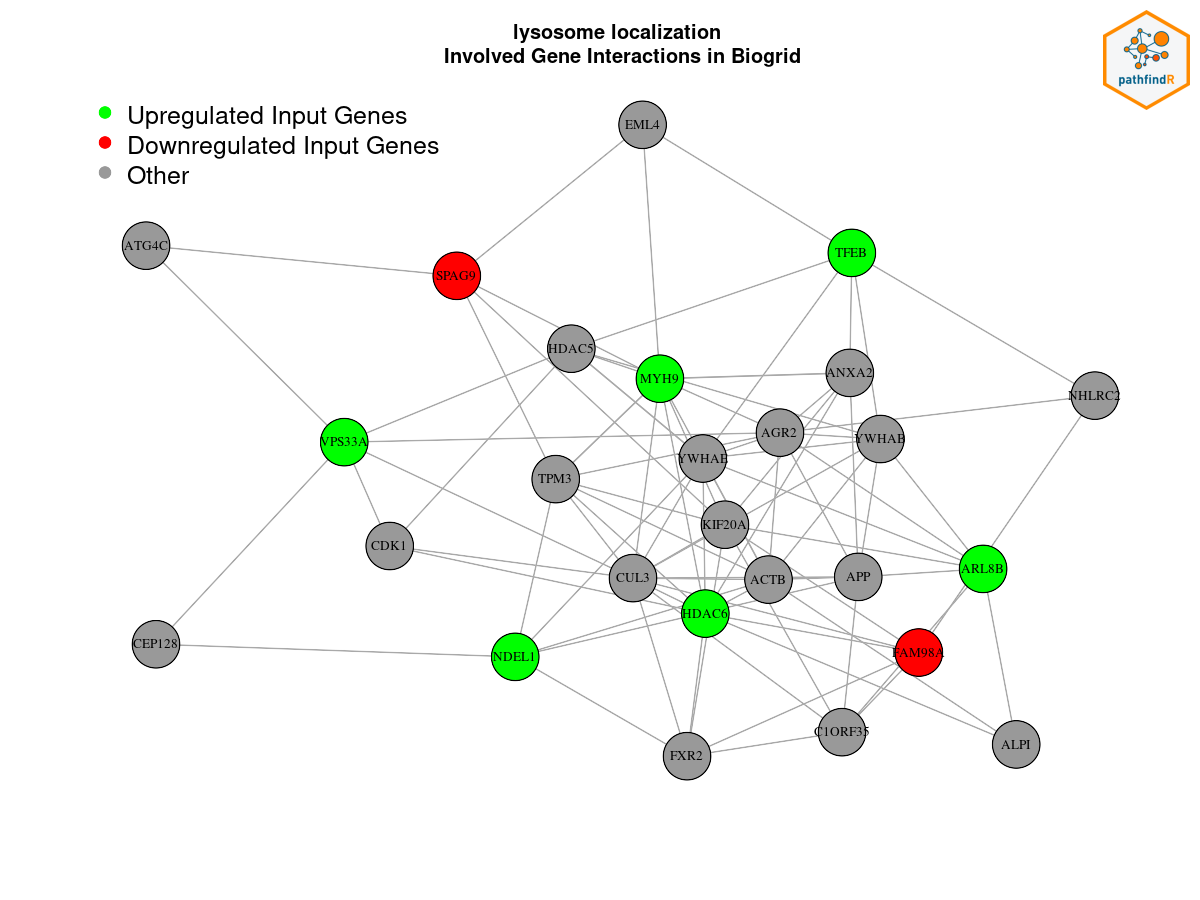 lysosome localization
Involved Gene Interactions in Biogrid
pathfindR
Upregulated Input Genes
Downregulated Input Genes
Other
EML4
ATG4C
TFEB
SPAG9
HDAC5
MYH9
ANXA2
NHLRC2
VPS33A
AGR2
YWHAB
YWHAE
TPM3
KIF20A
CDK1
CUL3
ACTB
APP
ARL8B
HDAC6
CEP128
NDEL1
FAM98A
C1ORF35
FXR2
ALPI